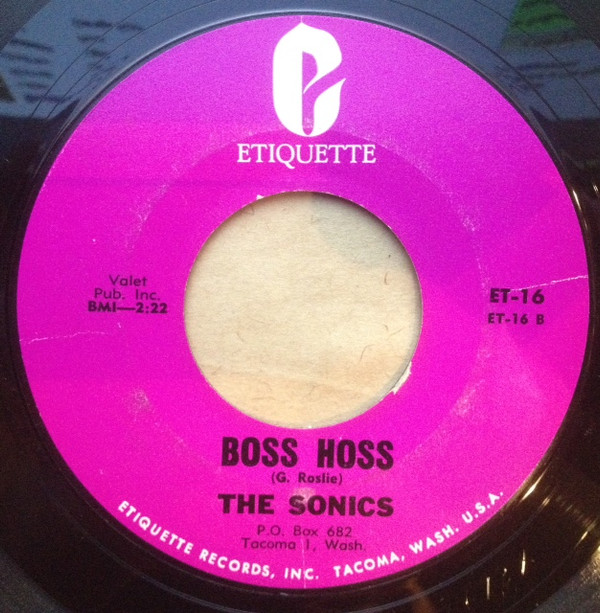 ETIQUETTE
Valet
Pub. Inc.
BMI—2:22
ET-16
ET-16 B
BOSS HOSS
(G. Roslie)
THE SONICS
P.O. Box 682
Tacoma 1, Wash.
ETIQUETTE RECORDS, INC. TACOMA, WASH. U.S.A.